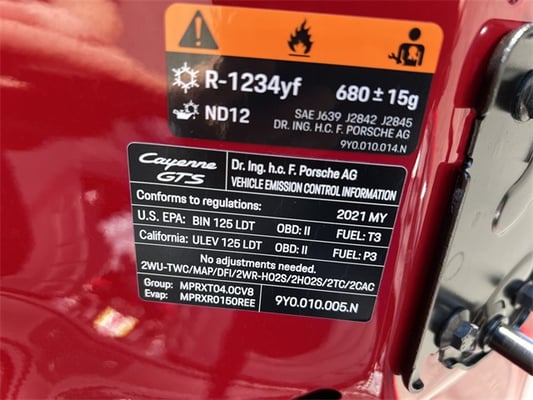 R-1234yf 680 ± 15g
ND12 SAE J639 J2842 J2845
DR. ING. H.C. F. PORSCHE AG
9Y0.010.014.N
Cayenne GTS
Dr. Ing. h.c. F. Porsche AG
VEHICLE EMISSION CONTROL INFORMATION
Conforms to regulations: 2021 MY
U.S. EPA: BIN 125 LDT OBD: II FUEL: T3
California: ULEV 125 LDT OBD: II FUEL: P3
No adjustments needed.
2WU-TWC/MAP/DFI/2WR-HO2S/2HO2S/2TC/2CAC
Group: MPRXT04.0CV8
Evap: MPRXR0150REE 9Y0.010.005.N